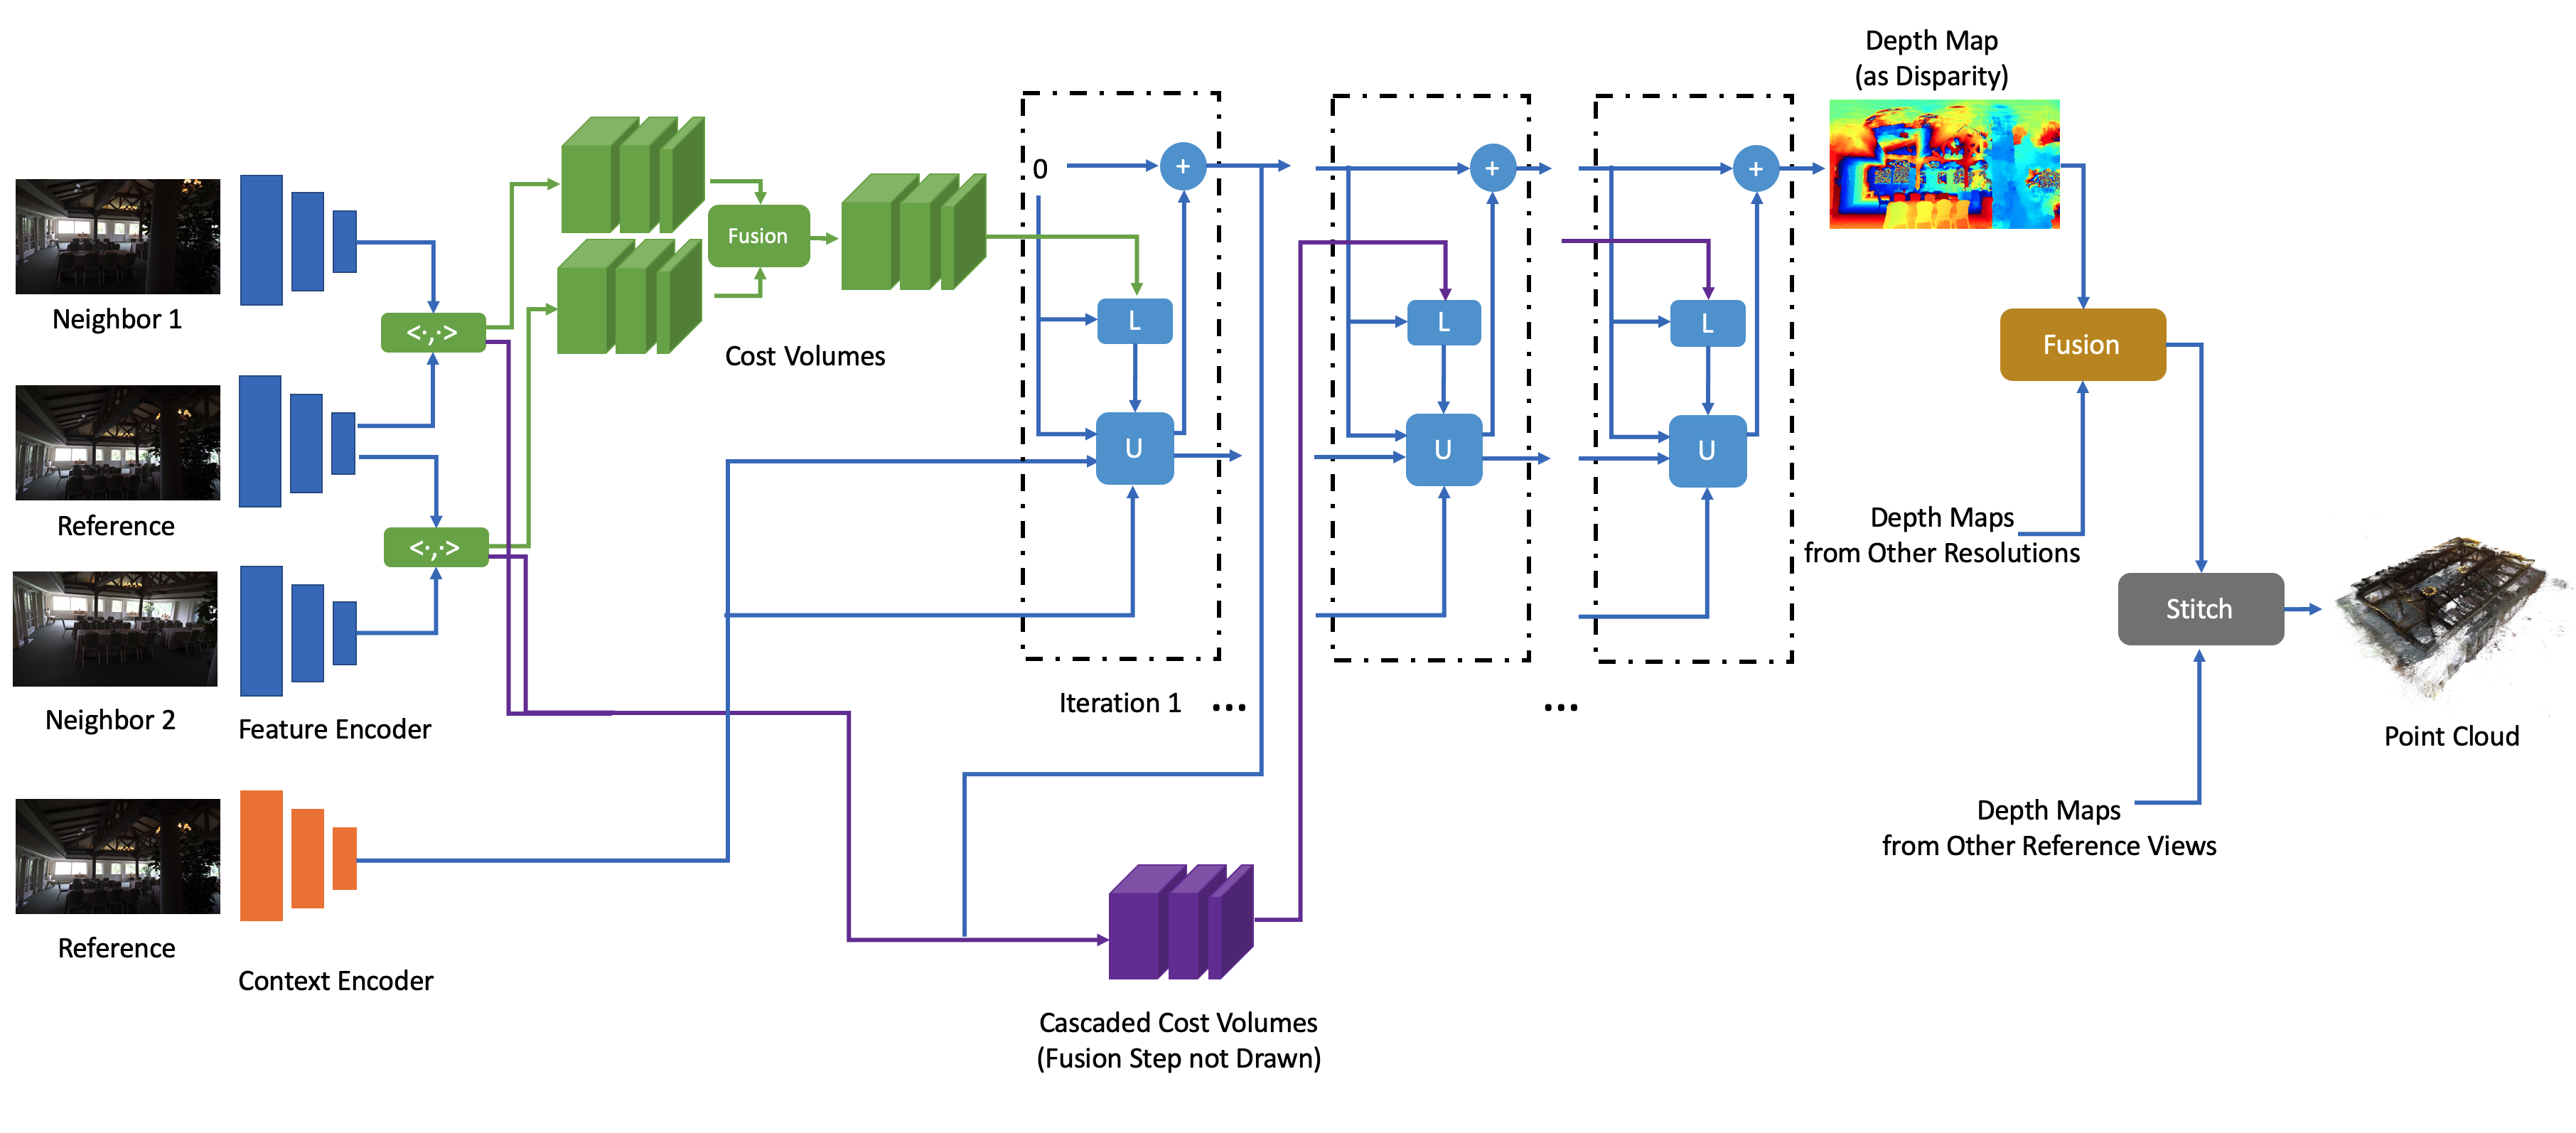 Neighbor 1
Reference
Neighbor 2
Feature Encoder
Reference
Context Encoder
<·,·>
<·,·>
Fusion
Cost Volumes
0
+
L
U
Iteration 1
...
+
L
U
...
+
L
U
Cascaded Cost Volumes
(Fusion Step not Drawn)
Depth Map
(as Disparity)
Fusion
Depth Maps
from Other Resolutions
Stitch
Depth Maps
from Other Reference Views
Point Cloud